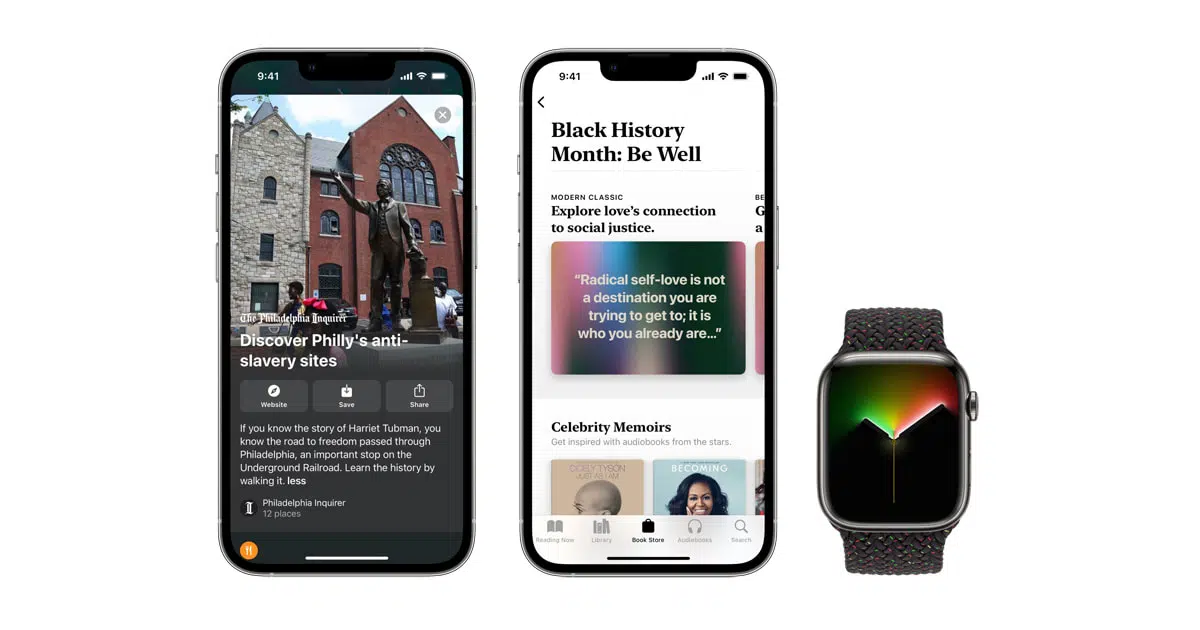 9:41
The Philadelphia Inquirer
Discover Philly's anti-
slavery sites
Website
Save
Share
If you know the story of Harriet Tubman, you
know the road to freedom passed through
Philadelphia, an important stop on the
Underground Railroad. Learn the history by
walking it. less
Philadelphia Inquirer
12 places
9:41
Black History
Month: Be Well
MODERN CLASSIC
Explore love’s connection
to social justice.
BE
G
a
“Radical self-love is not
a destination you are
trying to get to; it is
who you already are...”
Celebrity Memoirs
Get inspired with audiobooks from the stars.
CICELY TYSON
JUST AS I AM
BECOMING
Reading Now
Library
Book Store
Audiobooks
Search